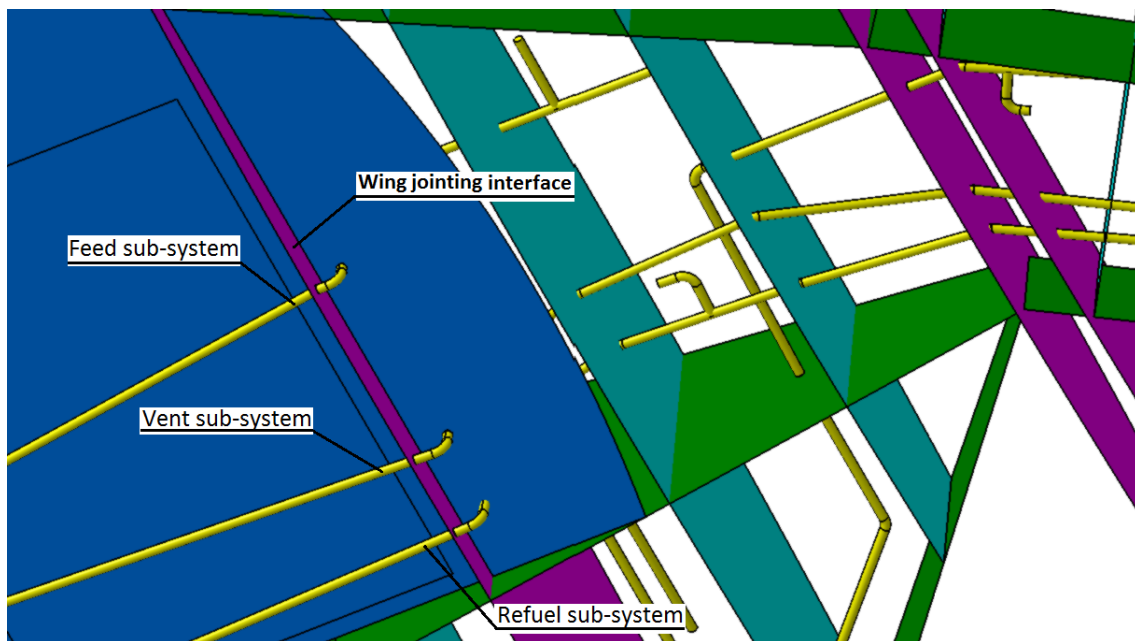 Wing jointing interface
Feed sub-system
Vent sub-system
Refuel sub-system